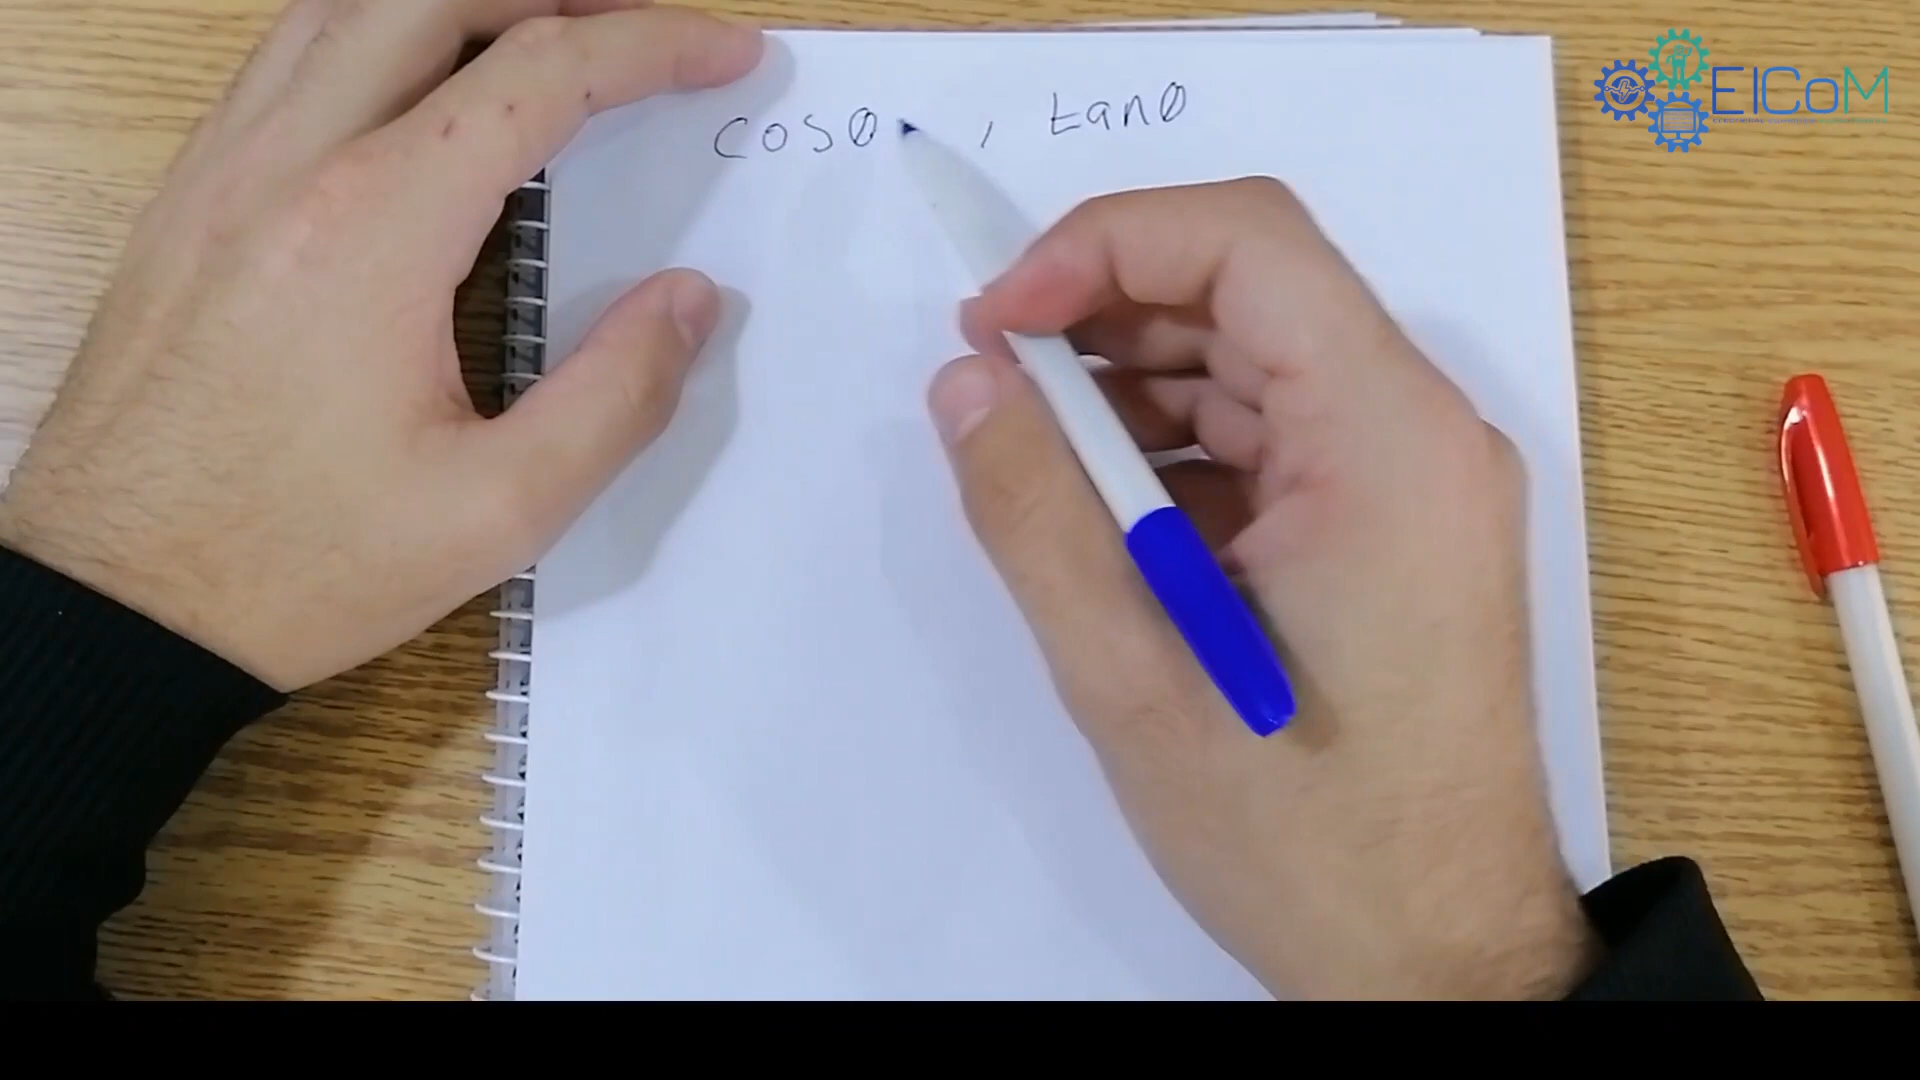 cosθ , tanθ
EICoM